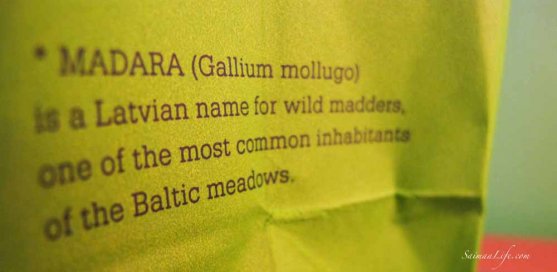 * MADARA (Gallium mollugo)
is a Latvian name for wild madders,
one of the most common inhabitants
of the Baltic meadows.
SaimaaLife.com